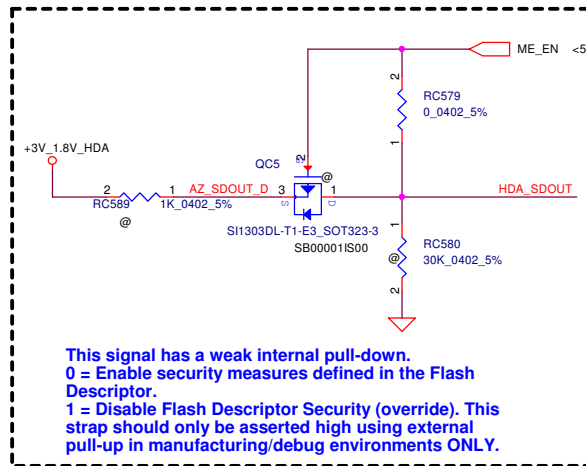 ME_EN <5
2
RC579
0_0402_5%
1
+3V_1.8V_HDA
QC5
2
G
@
2 1 AZ_SDOUT_D 3 1 HDA_SDOUT
S D
RC589 1K_0402_5%
@
SI1303DL-T1-E3_SOT323-3
SB00001IS00
1
RC580
@
30K_0402_5%
2
This signal has a weak internal pull-down.
0 = Enable security measures defined in the Flash
Descriptor.
1 = Disable Flash Descriptor Security (override). This
strap should only be asserted high using external
pull-up in manufacturing/debug environments ONLY.